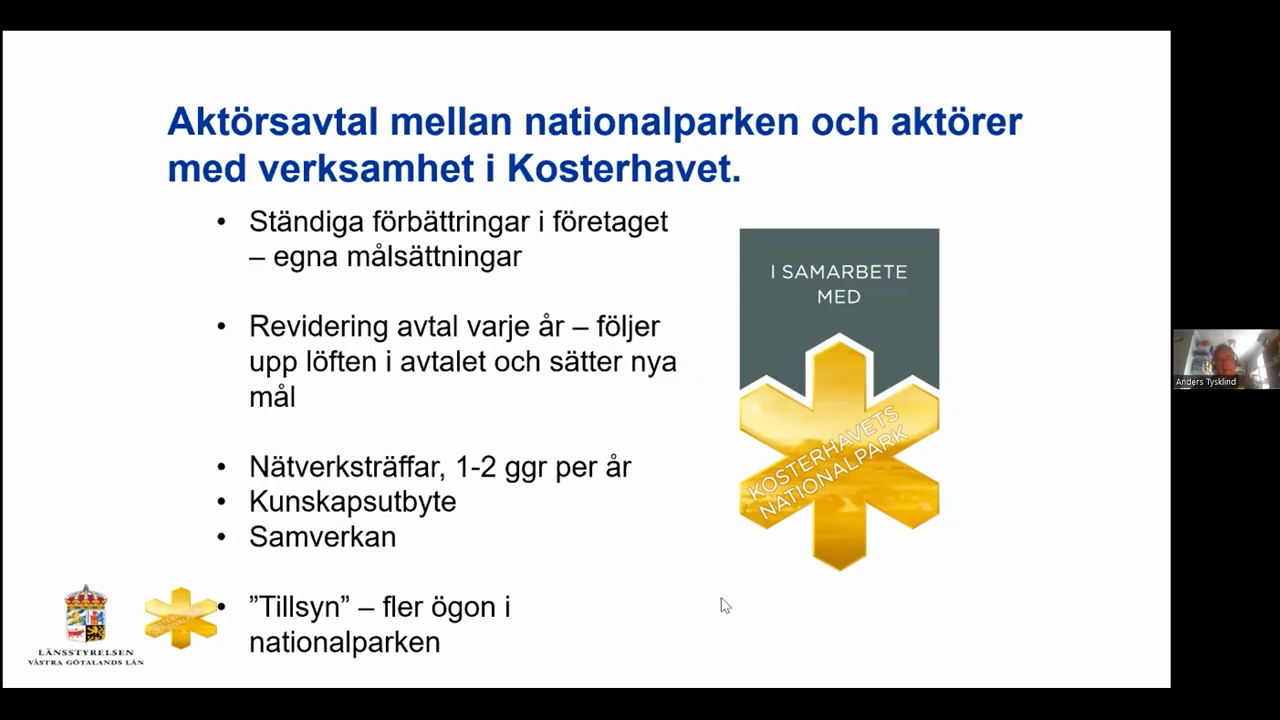 Aktörsavtal mellan nationalparken och aktörer
med verksamhet i Kosterhavet.
• Ständiga förbättringar i företaget
– egna målsättningar
• Revidering avtal varje år – följer
upp löften i avtalet och sätter nya
mål
• Nätverksträffar, 1-2 ggr per år
• Kunskapsutbyte
• Samverkan
• ”Tillsyn” – fler ögon i
nationalparken
I SAMARBETE
MED
KOSTERHAVETS
NATIONALPARK
LÄNSSTYRELSEN
VÄSTRA GÖTALANDS LÄN
Anders Tysklind